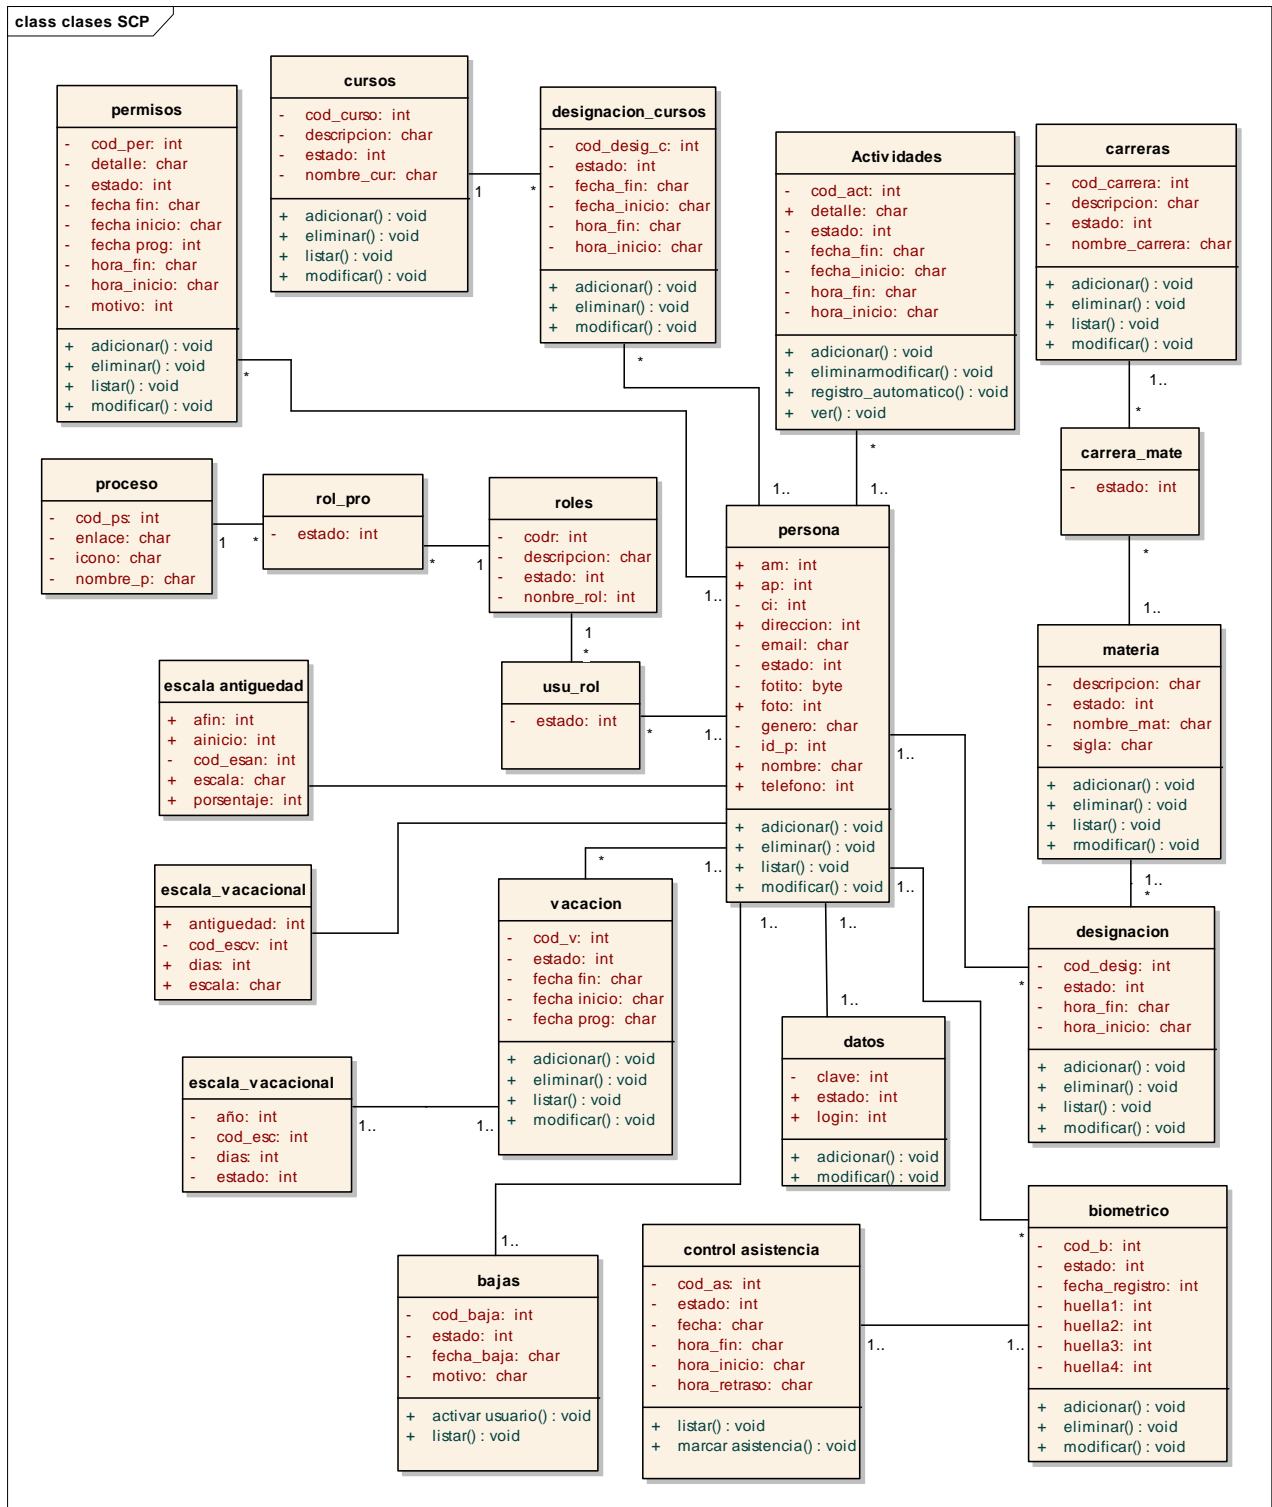 class clases SCP
permisos
- cod_per: int
- detalle: char
- estado: int
- fecha fin: char
- fecha inicio: char
- fecha prog: int
- hora_fin: char
- hora_inicio: char
- motivo: int
+ adicionar() : void
+ eliminar() : void
+ listar() : void
+ modificar() : void
*
cursos
- cod_curso: int
- descripcion: char
- estado: int
- nombre_cur: char
+ adicionar() : void
+ eliminar() : void
+ listar() : void
+ modificar() : void
1
*
designacion_cursos
- cod_desig_c: int
- estado: int
- fecha_fin: char
- fecha_inicio: char
- hora_fin: char
- hora_inicio: char
+ adicionar() : void
+ eliminar() : void
+ modificar() : void
*
Actividades
- cod_act: int
+ detalle: char
- estado: int
- fecha_fin: char
- fecha_inicio: char
- hora_fin: char
- hora_inicio: char
+ adicionar() : void
+ eliminarmodificar() : void
+ registro_automatico() : void
+ ver() : void
*
carreras
- cod_carrera: int
- descripcion: char
- estado: int
- nombre_carrera: char
+ adicionar() : void
+ eliminar() : void
+ listar() : void
+ modificar() : void
1..
*
carrera_mate
- estado: int
*
1..
proceso
- cod_ps: int
- enlace: char
- icono: char
- nombre_p: char
1
*
rol_pro
- estado: int
*
1
roles
- codr: int
- descripcion: char
- estado: int
- nonbre_rol: int
1
*
usu_rol
- estado: int
*
1..
1..
1..
1..
persona
+ am: int
+ ap: int
- ci: int
+ direccion: int
- email: char
- estado: int
- fotito: byte
+ foto: int
- genero: char
- id_p: int
+ nombre: char
+ telefono: int
+ adicionar() : void
+ eliminar() : void
+ listar() : void
+ modificar() : void
1..
1..
1..
1..
1..
materia
- descripcion: char
- estado: int
- nombre_mat: char
- sigla: char
+ adicionar() : void
+ eliminar() : void
+ listar() : void
+ rmodificar() : void
1..
*
escala antiguedad
+ afin: int
+ ainicio: int
- cod_esan: int
+ escala: char
+ porsentaje: int
escala_vacacional
+ antiguedad: int
- cod_escv: int
+ dias: int
+ escala: char
*
vacacion
- cod_v: int
- estado: int
- fecha fin: char
- fecha inicio: char
- fecha prog: char
+ adicionar() : void
+ eliminar() : void
+ listar() : void
+ modificar() : void
designacion
- cod_desig: int
- estado: int
- hora_fin: char
- hora_inicio: char
+ adicionar() : void
+ eliminar() : void
+ listar() : void
+ modificar() : void
*
1..
datos
- clave: int
+ estado: int
+ login: int
+ adicionar() : void
+ modificar() : void
escala_vacacional
- año: int
- cod_esc: int
- dias: int
- estado: int
1..
1..
1..
bajas
- cod_baja: int
- estado: int
- fecha_baja: char
- motivo: char
+ activar usuario() : void
+ listar() : void
control asistencia
- cod_as: int
- estado: int
- fecha: char
- hora_fin: char
- hora_inicio: char
- hora_retraso: char
+ listar() : void
+ marcar asistencia() : void
1..
1..
*
biometrico
- cod_b: int
- estado: int
- fecha_registro: int
- huella1: int
- huella2: int
- huella3: int
- huella4: int
+ adicionar() : void
+ eliminar() : void
+ modificar() : void